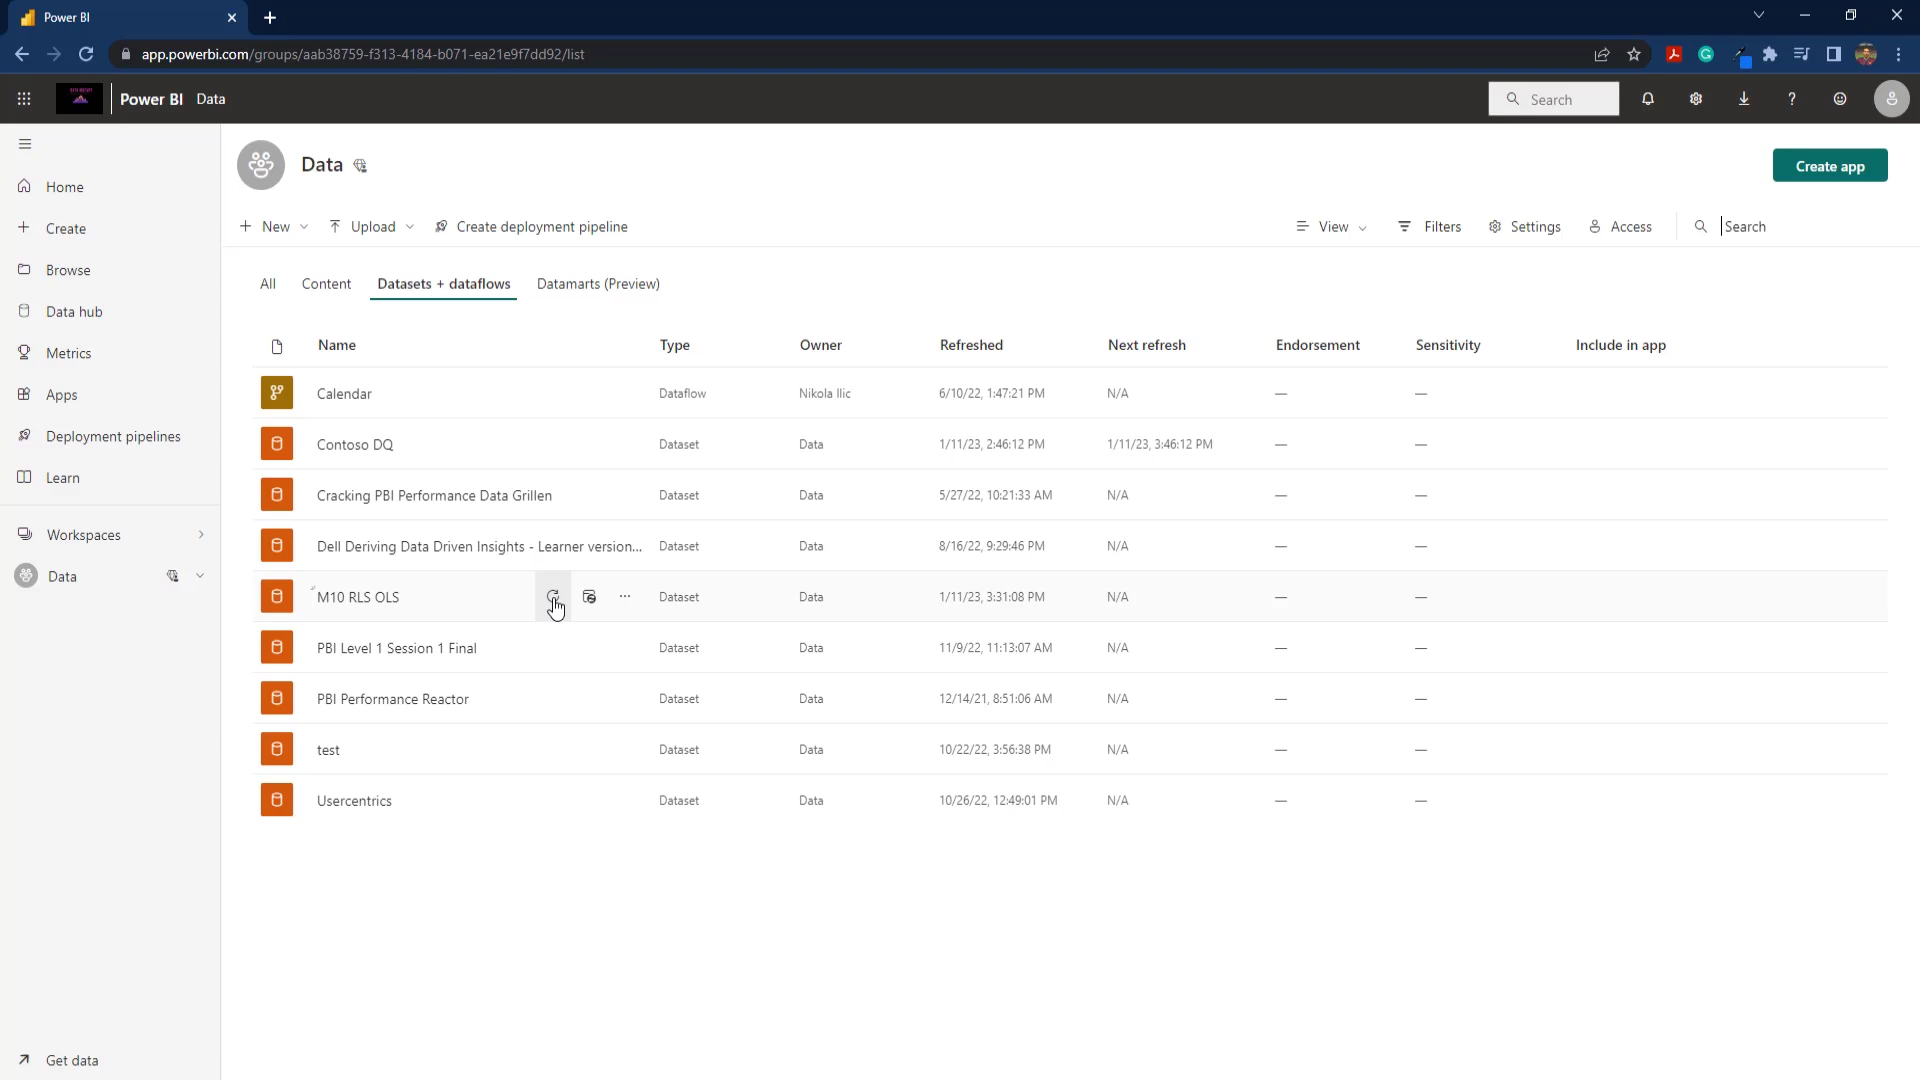 Power BI
app.powerbi.com/groups/aab38759-f313-4184-b071-ea21e9f7dd92/list
Power BI Data
Search
Data
Create app
New
Upload
Create deployment pipeline
View
Filters
Settings
Access
Search
Home
Create
Browse
Data hub
Metrics
Apps
Deployment pipelines
Learn
Workspaces
Data
Get data
All Content Datasets + dataflows Datamarts (Preview)
Name Type Owner Refreshed Next refresh Endorsement Sensitivity Include in app
Calendar Dataflow Nikola Ilic 6/10/22, 1:47:21 PM N/A — —
Contoso DQ Dataset Data 1/11/23, 2:46:12 PM 1/11/23, 3:46:12 PM — —
Cracking PBI Performance Data Grillen Dataset Data 5/27/22, 10:21:33 AM N/A — —
Dell Deriving Data Driven Insights - Learner version... Dataset Data 8/16/22, 9:29:46 PM N/A — —
M10 RLS OLS Dataset Data 1/11/23, 3:31:08 PM N/A — —
PBI Level 1 Session 1 Final Dataset Data 11/9/22, 11:13:07 AM N/A — —
PBI Performance Reactor Dataset Data 12/14/21, 8:51:06 AM N/A — —
test Dataset Data 10/22/22, 3:56:38 PM N/A — —
Usercentrics Dataset Data 10/26/22, 12:49:01 PM N/A — —